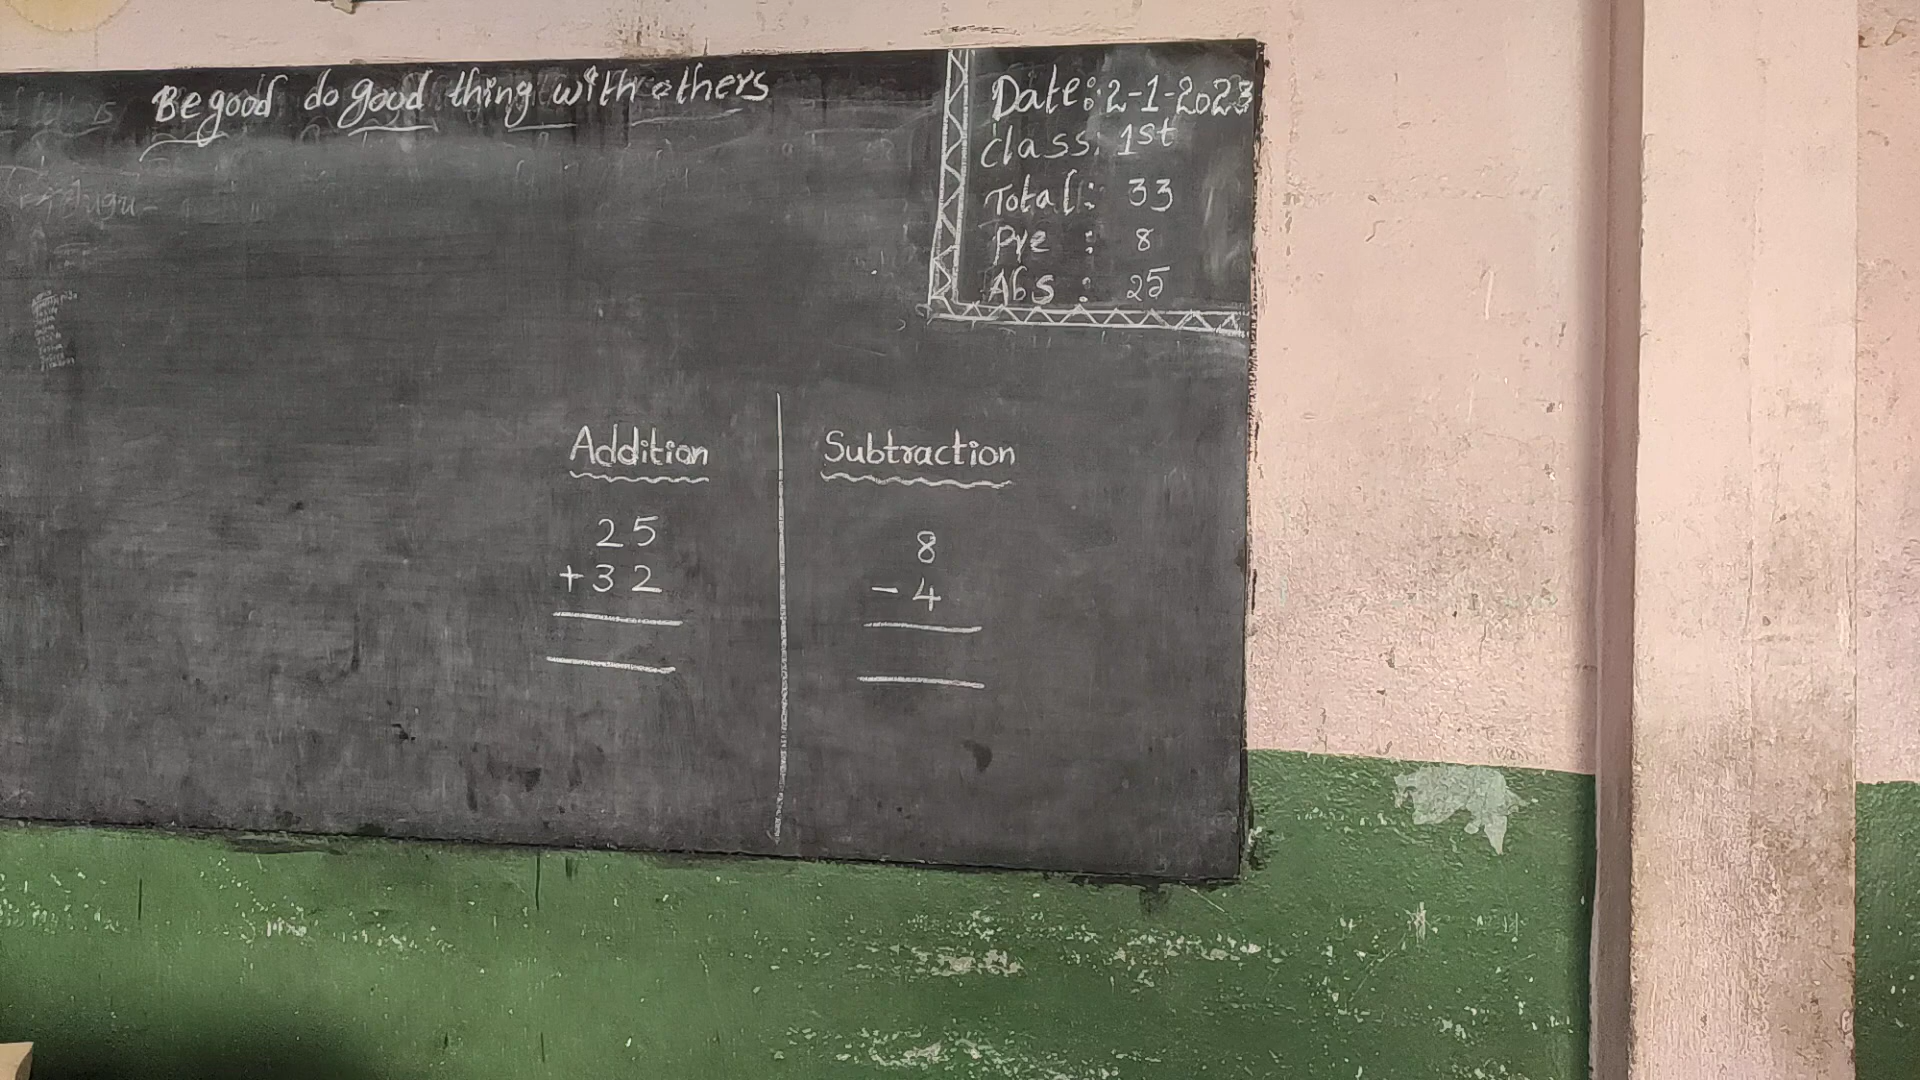 Be good do good thing with others
Date: 2-1-2023
Class: 1st
Total: 33
Pre : 8
Abs : 25
Addition
25
+32
Subtraction
8
-4